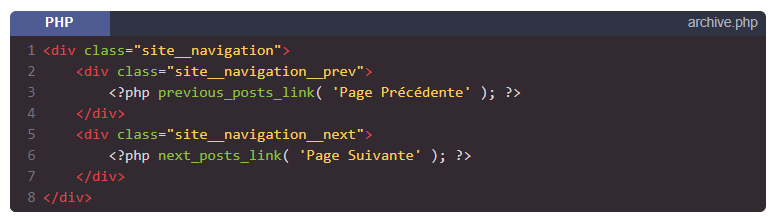 PHP archive.php
1 <div class="site__navigation">
2     <div class="site__navigation__prev">
3         <?php previous_posts_link( 'Page Précédente' ); ?>
4     </div>
5     <div class="site__navigation__next">
6         <?php next_posts_link( 'Page Suivante' ); ?>
7     </div>
8 </div>